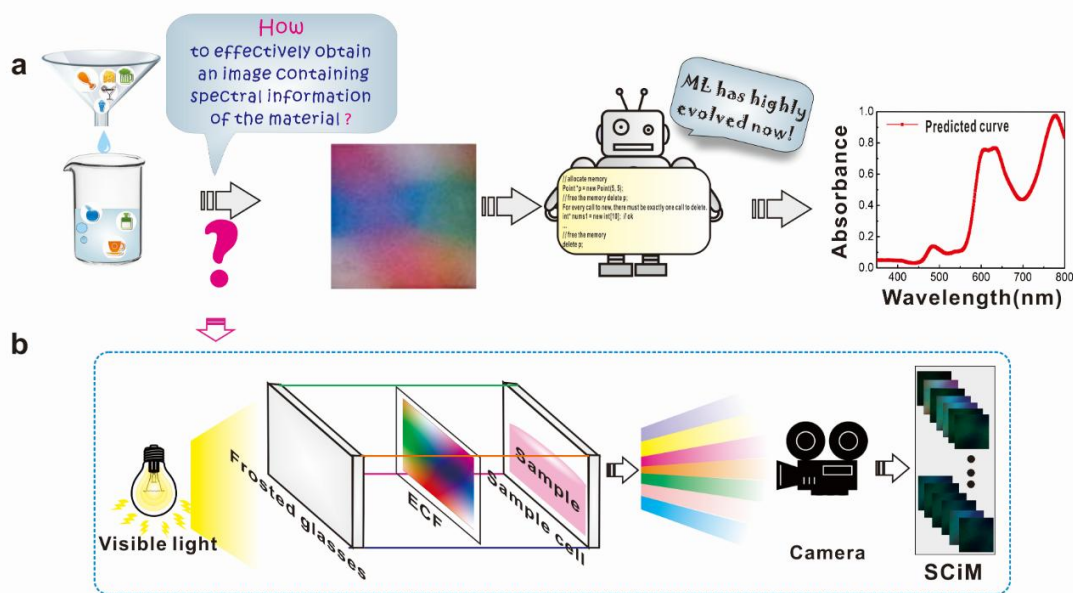 a
How
to effectively obtain
an image containing
spectral information
of the material ?
?
ML has highly
evolved now!
// allocate memory
Point *p = new Point(5, 5);
// free the memory delete p;
For every call to new, there must be exactly one call to delete.
int* nums1 = new int[10]; if ok
...
// free the memory
delete p;
Predicted curve
Absorbance
1.0
0.8
0.6
0.4
0.2
0.0
400 500 600 700 800
Wavelength(nm)
b
Visible light
Frosted glasses
ECF
Sample
Sample cell
Camera
SCiM